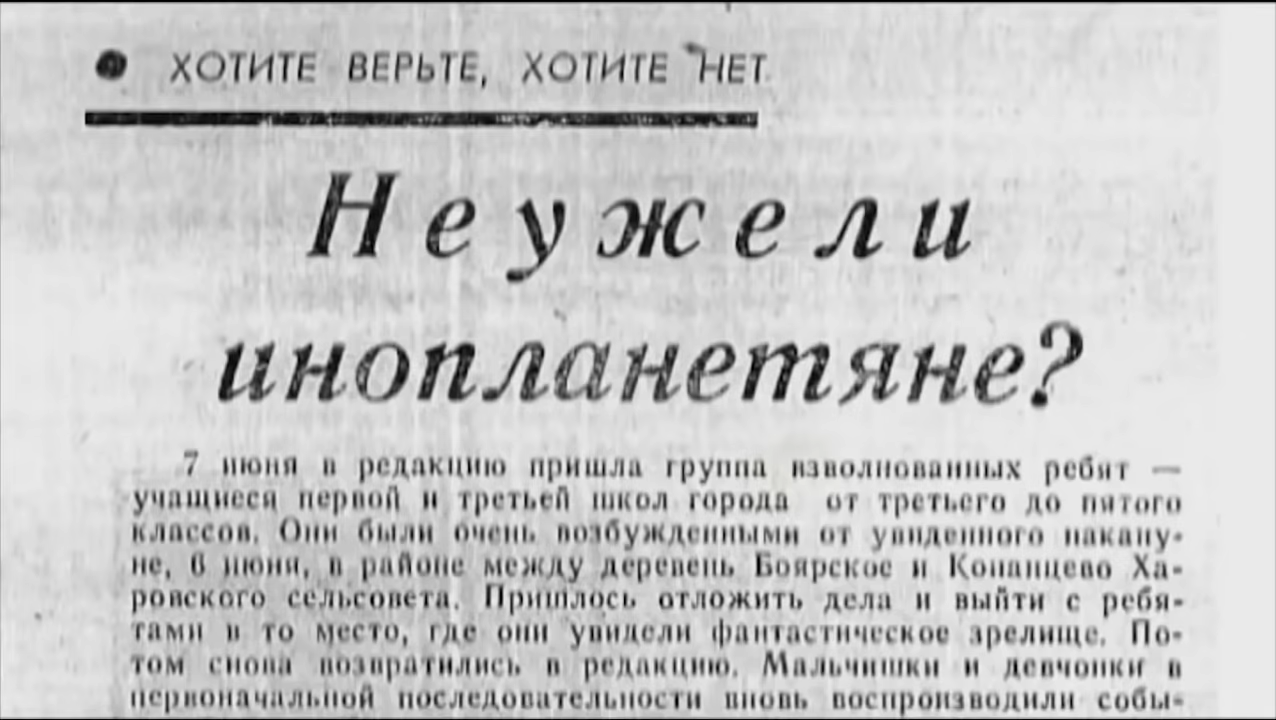 ● ХОТИТЕ ВЕРЬТЕ, ХОТИТЕ НЕТ
Неужели
инопланетяне?
7 июня в редакцию пришла группа взволнованных ребят —
учащиеся первой и третьей школ города от третьего до пятого
классов. Они были очень возбужденными от увиденного накану-
не, 6 июня, в районе между деревень Боярское и Конанцево Ха-
ровского сельсовета. Пришлось отложить дела и выйти с ребя-
тами в то место, где они увидели фантастическое зрелище. По-
том снова возвратились в редакцию. Мальчишки и девчонки в
первоначальной последовательности вновь воспроизводили собы-